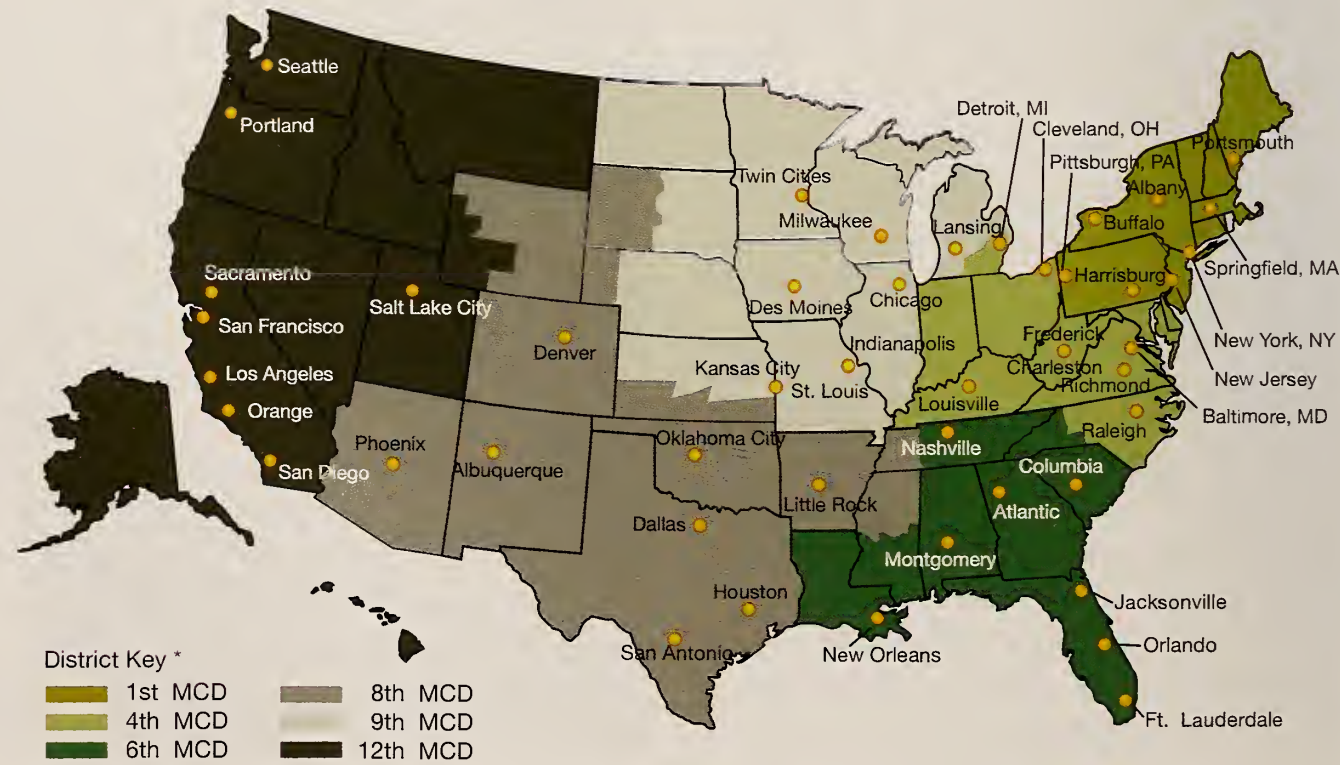 Seattle
Portland
Detroit, MI
Cleveland, OH
Pittsburgh, PA
Portsmouth
Twin Cities
Albany
Milwaukee
Lansing
Buffalo
Springfield, MA
Sacramento
Harrisburg
Salt Lake City
Des Moines
Chicago
San Francisco
Frederick
New York, NY
Denver
Indianapolis
Los Angeles
Kansas City
St. Louis
Charleston
Richmond
New Jersey
Orange
Louisville
Baltimore, MD
Phoenix
Oklahoma City
Raleigh
Nashville
San Diego
Albuquerque
Columbia
Little Rock
Atlantic
Dallas
Montgomery
Houston
Jacksonville
San Antonio
New Orleans
Orlando
Ft. Lauderdale
District Key *
1st MCD
4th MCD
6th MCD
8th MCD
9th MCD
12th MCD